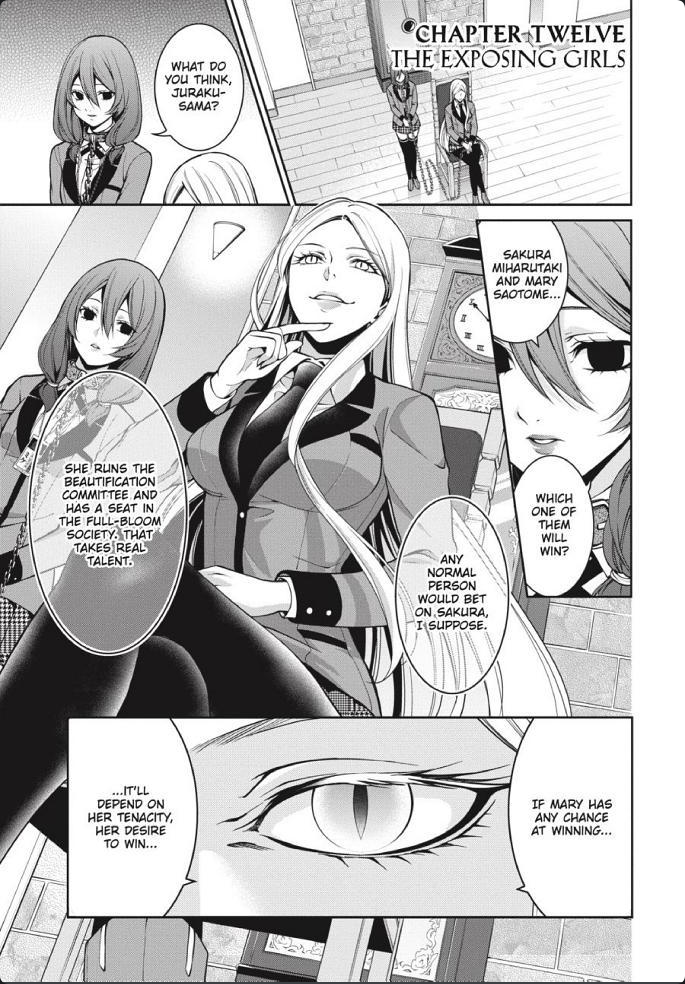 CHAPTER TWELVE
THE EXPOSING GIRLS
WHAT DO
YOU THINK,
JURAKU-
SAMA?
SAKURA
MIHARUTAKI
AND MARY
SAOTOME...
WHICH
ONE OF
THEM
WILL
WIN?
ANY
NORMAL
PERSON
WOULD BET
ON SAKURA,
I SUPPOSE.
SHE RUNS THE
BEAUTIFICATION
COMMITTEE AND
HAS A SEAT IN
THE FULL-BLOOM
SOCIETY. THAT
TAKES REAL
TALENT.
IF MARY HAS
ANY CHANCE
AT WINNING...
...IT'LL
DEPEND ON
HER TENACITY,
HER DESIRE
TO WIN...